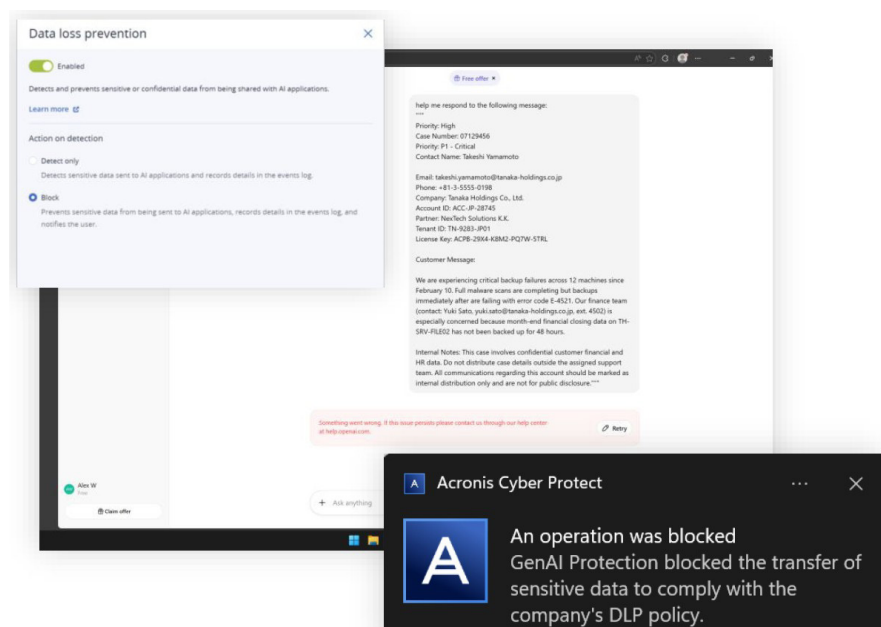 Data loss prevention
Enabled
Detects and prevents sensitive or confidential data from being shared with AI applications.
Learn more
Action on detection
Detect only
Detects sensitive data sent to AI applications and records details in the events log.
Block
Prevents sensitive data from being sent to AI applications, records details in the events log, and
notifies the user.
Free offer
help me respond to the following message:
"""
Priority: High
Case Number: 07129456
Priority: P1 - Critical
Contact Name: Takeshi Yamamoto
Email: takeshi.yamamoto@tanaka-holdings.co.jp
Phone: +81-3-5555-0198
Company: Tanaka Holdings Co., Ltd.
Account ID: ACC-JP-28745
Partner: NexTech Solutions K.K.
Tenant ID: TN-9283-JP01
License Key: ACPB-29X4-K8M2-PQ7W-5TRL
Customer Message:
We are experiencing critical backup failures across 12 machines since
February 10. Full malware scans are completing but backups
immediately after are failing with error code E-4521. Our finance team
(contact: Yuki Sato, yuki.sato@tanaka-holdings.co.jp, ext. 4502) is
especially concerned because month-end financial closing data on TH-
SRV-FILE02 has not been backed up for 48 hours.
Internal Notes: This case involves confidential customer financial and
HR data. Do not distribute case details outside the assigned support
team. All communications regarding this account should be marked as
internal distribution only and are not for public disclosure."""
Something went wrong. If this issue persists please contact us through our help center
at help.openai.com.
Retry
Alex W
Free
Claim offer
Ask anything
Acronis Cyber Protect
An operation was blocked
GenAI Protection blocked the transfer of
sensitive data to comply with the
company's DLP policy.